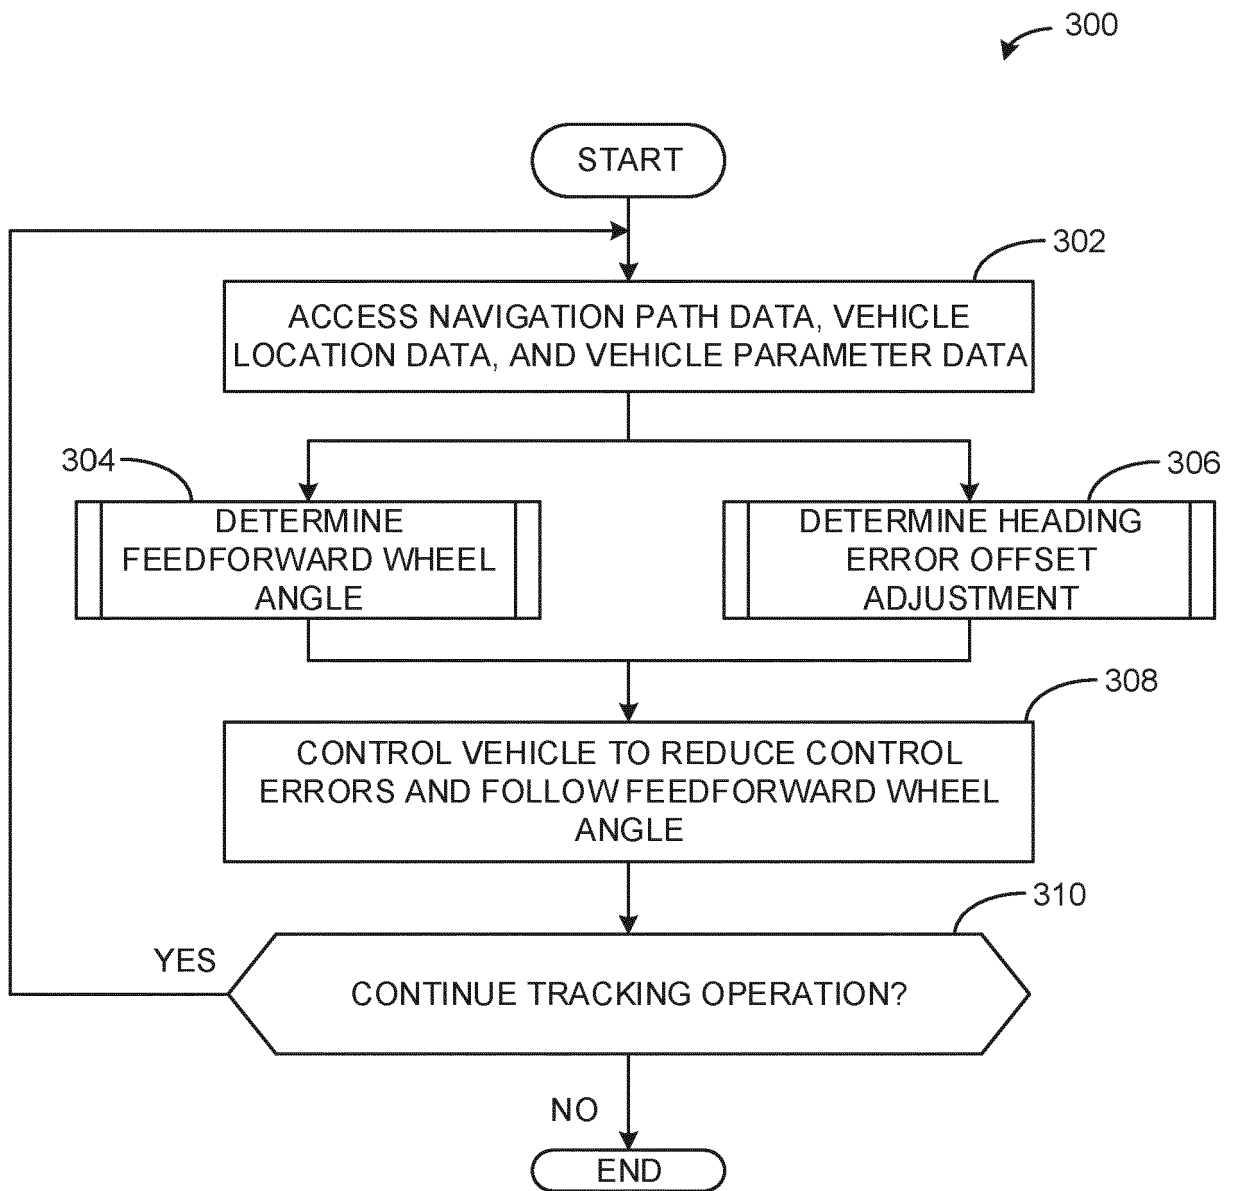 300
START
302
ACCESS NAVIGATION PATH DATA, VEHICLE
LOCATION DATA, AND VEHICLE PARAMETER DATA
304
DETERMINE
FEEDFORWARD WHEEL
ANGLE
306
DETERMINE HEADING
ERROR OFFSET
ADJUSTMENT
308
CONTROL VEHICLE TO REDUCE CONTROL
ERRORS AND FOLLOW FEEDFORWARD WHEEL
ANGLE
310
YES
CONTINUE TRACKING OPERATION?
NO
END